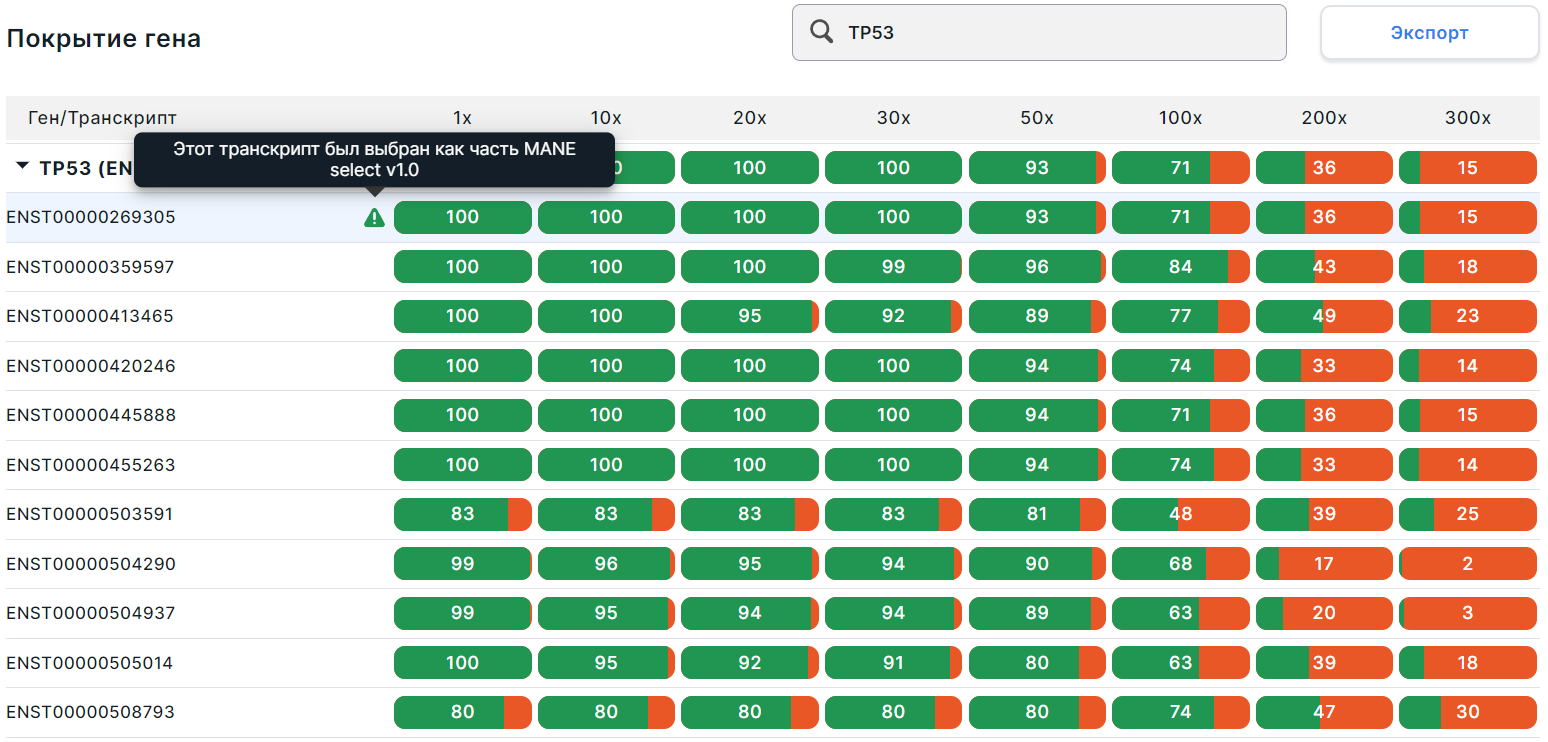 Покрытие гена
TP53
Экспорт
Ген/Транскрипт 1x 10x 20x 30x 50x 100x 200x 300x
Этот транскрипт был выбран как часть MANE
select v1.0
TP53 (EN 100 100 93 71 36 15
ENST00000269305 100 100 100 100 93 71 36 15
ENST00000359597 100 100 100 99 96 84 43 18
ENST00000413465 100 100 95 92 89 77 49 23
ENST00000420246 100 100 100 100 94 74 33 14
ENST00000445888 100 100 100 100 94 71 36 15
ENST00000455263 100 100 100 100 94 74 33 14
ENST00000503591 83 83 83 83 81 48 39 25
ENST00000504290 99 96 95 94 90 68 17 2
ENST00000504937 99 95 94 94 89 63 20 3
ENST00000505014 100 95 92 91 80 63 39 18
ENST00000508793 80 80 80 80 80 74 47 30